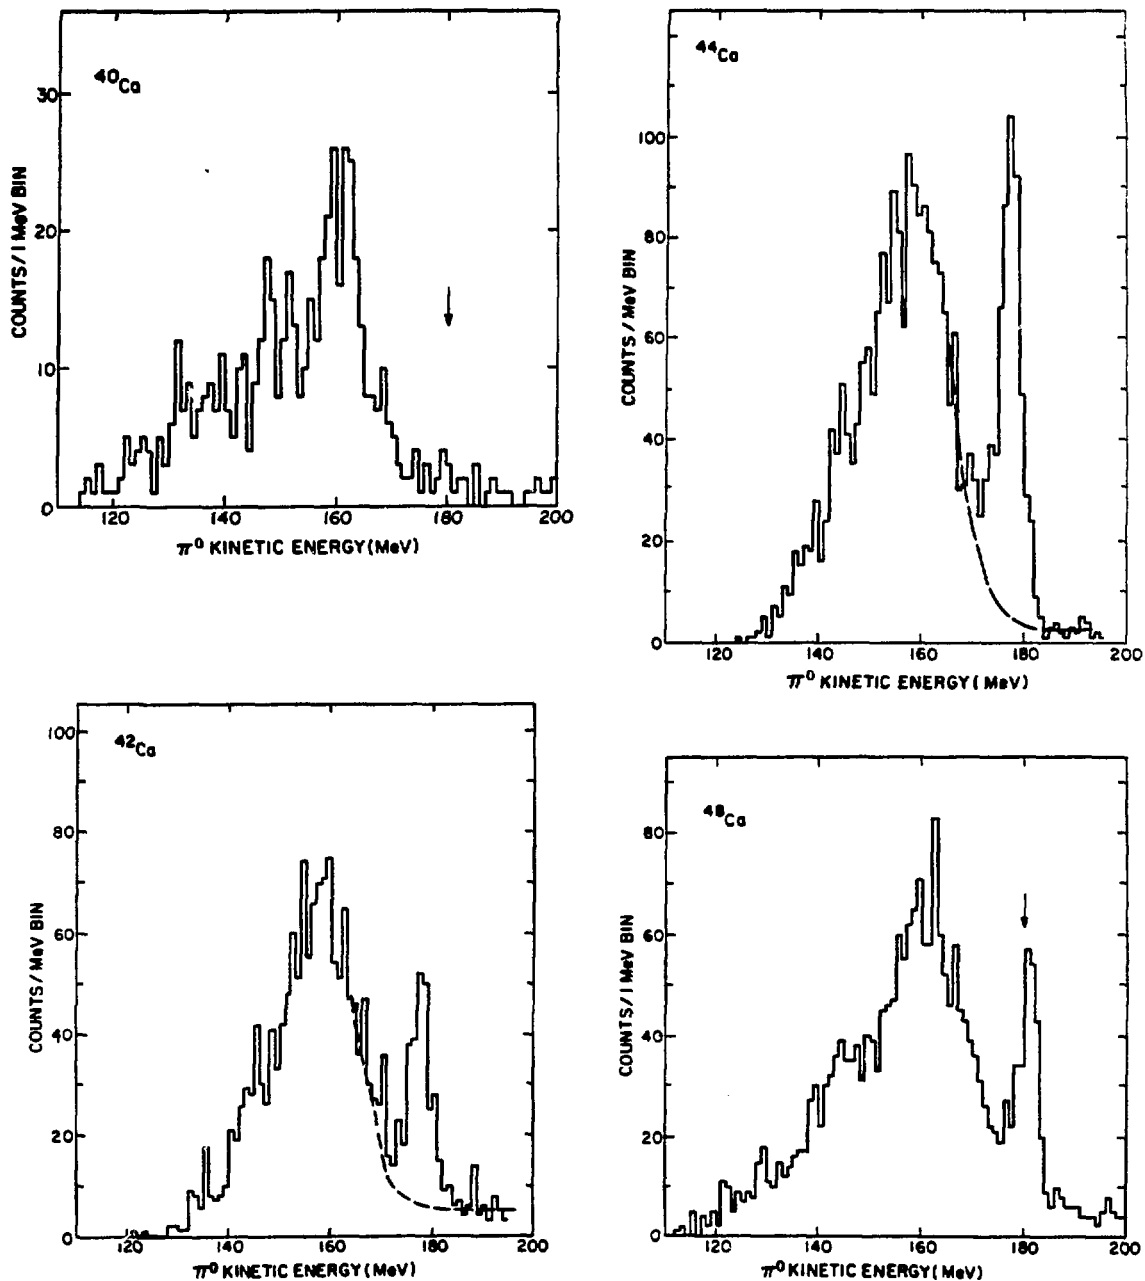 ⁴⁰Ca
30
20
10
0
120 140 160 180 200
COUNTS/1 MeV BIN
π⁰ KINETIC ENERGY(MeV)
⁴⁴Ca
100
80
60
40
20
0
120 140 160 180 200
COUNTS/MeV BIN
π⁰ KINETIC ENERGY(MeV)
⁴²Ca
100
80
60
40
20
0
120 140 160 180 200
COUNTS/MeV BIN
π⁰ KINETIC ENERGY(MeV)
⁴⁸Ca
80
60
40
20
0
120 140 160 180 200
COUNTS/1 MeV BIN
π⁰ KINETIC ENERGY(MeV)